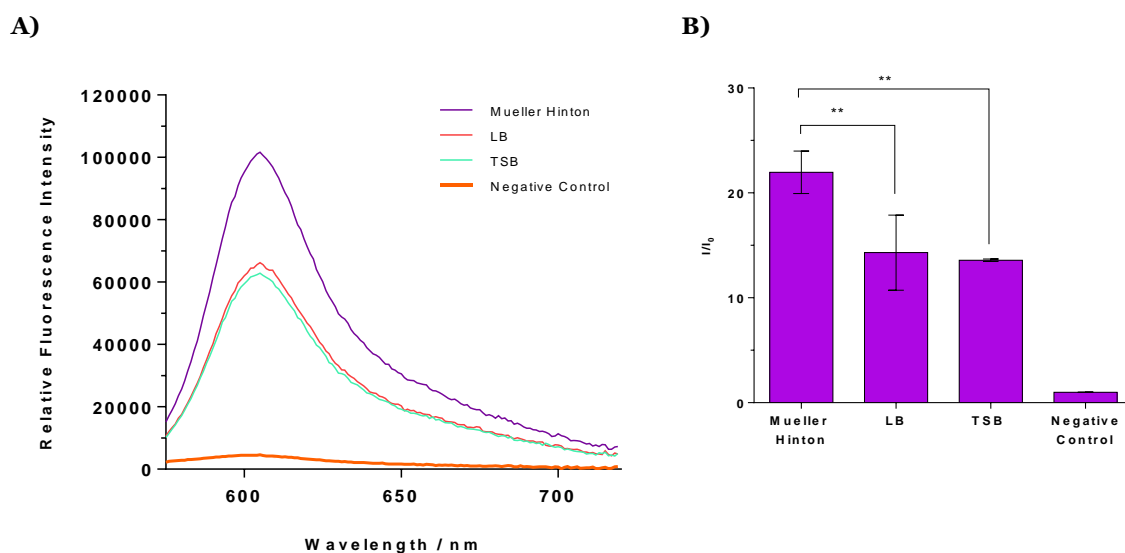 A)
B)
120000
100000
80000
60000
40000
20000
0
600
650
700
Relative Fluorescence Intensity
Wavelength / nm
Mueller Hinton
LB
TSB
Negative Control
30
20
10
0
I/I0
**
**
Mueller
Hinton
LB
TSB
Negative
Control